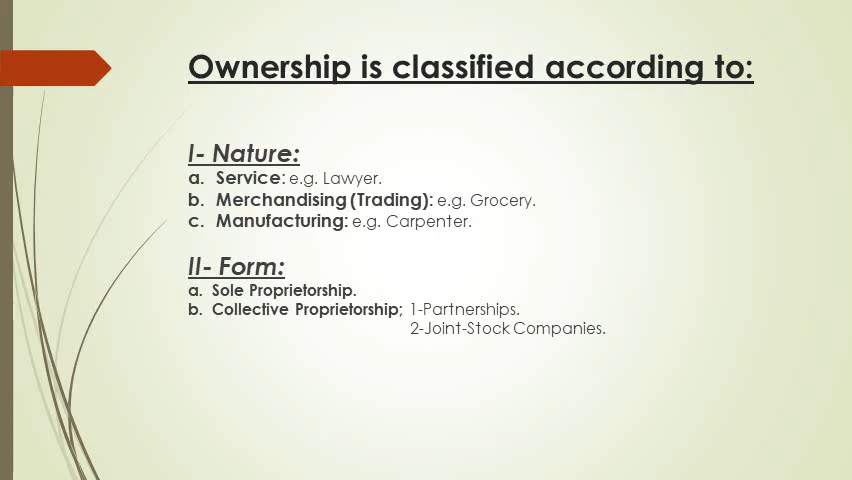 Ownership is classified according to:
I- Nature:
a. Service: e.g. Lawyer.
b. Merchandising (Trading): e.g. Grocery.
c. Manufacturing: e.g. Carpenter.
II- Form:
a. Sole Proprietorship.
b. Collective Proprietorship; 1-Partnerships.
2-Joint-Stock Companies.